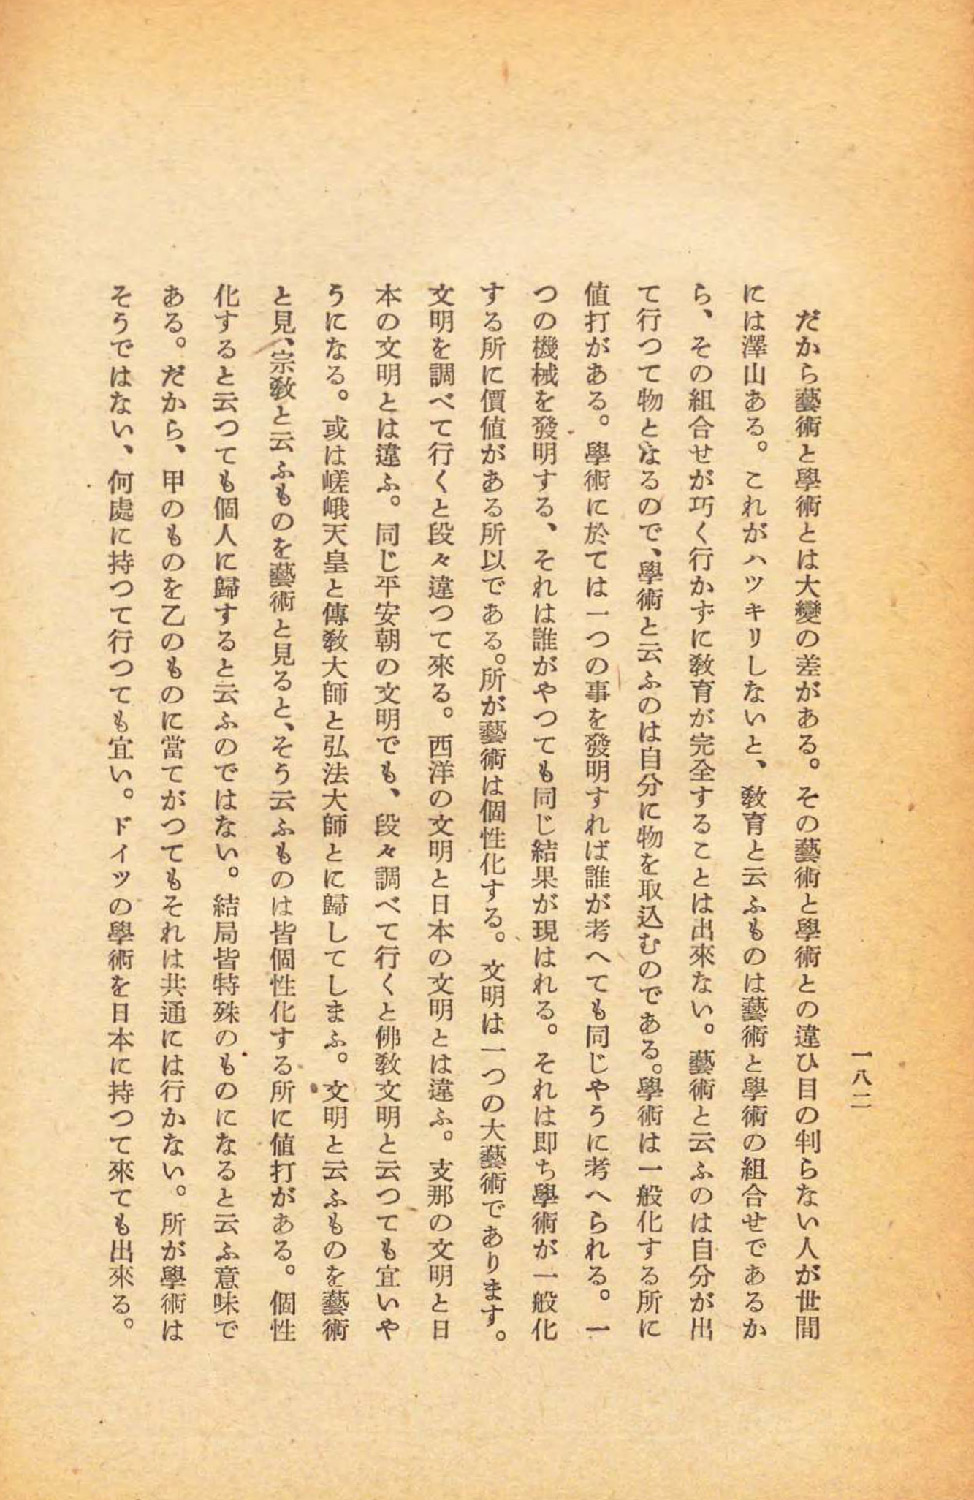 一八二
だから藝術と學術とは大變の差がある。その藝術と學術との違ひ目の判らない人が世間
には澤山ある。これがハツキリしないと、敎育と云ふものは藝術と學術の組合せであるか
ら、その組合せが巧く行かずに敎育が完全することは出來ない。藝術と云ふのは自分が出
て行つて物となるので、學術と云ふのは自分に物を取込むのである。學術は一般化する所に
値打がある。學術に於ては一つの事を發明すれば誰が考へても同じやうに考へられる。一
つの機械を發明する、それは誰がやつても同じ結果が現はれる。それは卽ち學術が一般化
する所に價値がある所以である。所が藝術は個性化する。文明は一つの大藝術であります。
文明を調べて行くと段々違つて來る。西洋の文明と日本の文明とは違ふ。支那の文明と日
本の文明とは違ふ。同じ平安朝の文明でも、段々調べて行くと佛敎文明と云つても宜いや
うになる。或は嵯峨天皇と傳敎大師と弘法大師とに歸してしまふ。文明と云ふものを藝術
と見、宗敎と云ふものを藝術と見ると、そう云ふものは皆個性化する所に値打がある。個性
化すると云つても個人に歸すると云ふのではない。結局皆特殊のものになると云ふ意味で
ある。だから、甲のものを乙のものに當てがつてもそれは共通には行かない。所が學術は
そうではない、何處に持つて行つても宜い。ドイツの學術を日本に持つて來ても出來る。